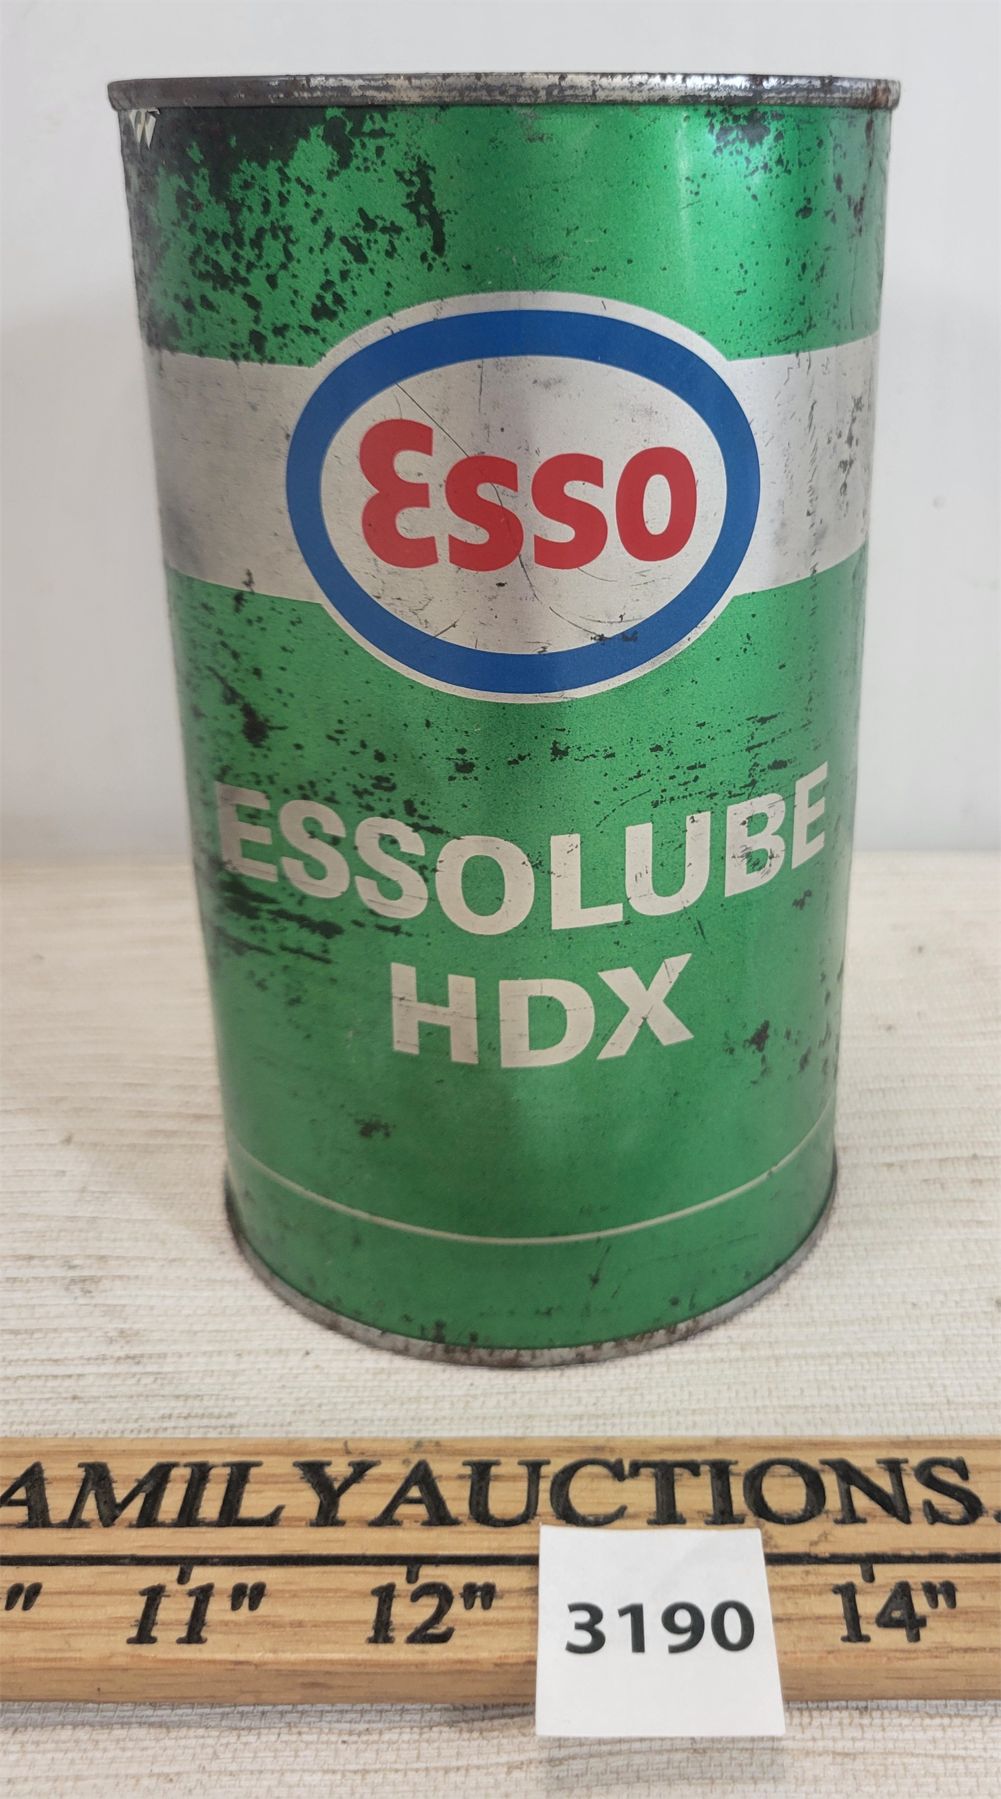 Esso
ESSOLUBE
HDX
AMILYAUCTIONS.
11" 12" 14"
3190